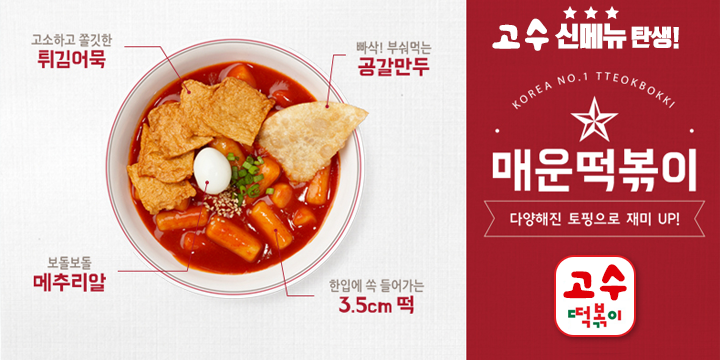 고소하고 쫄깃한
튀김어묵
빠삭! 부숴먹는
공갈만두
보돌보돌
메추리알
한입에 쏙 들어가는
3.5cm 떡
고수 신메뉴 탄생!
KOREA NO.1 TTEOKBOKKI
매운떡볶이
다양해진 토핑으로 재미 UP!
고수
떡볶이